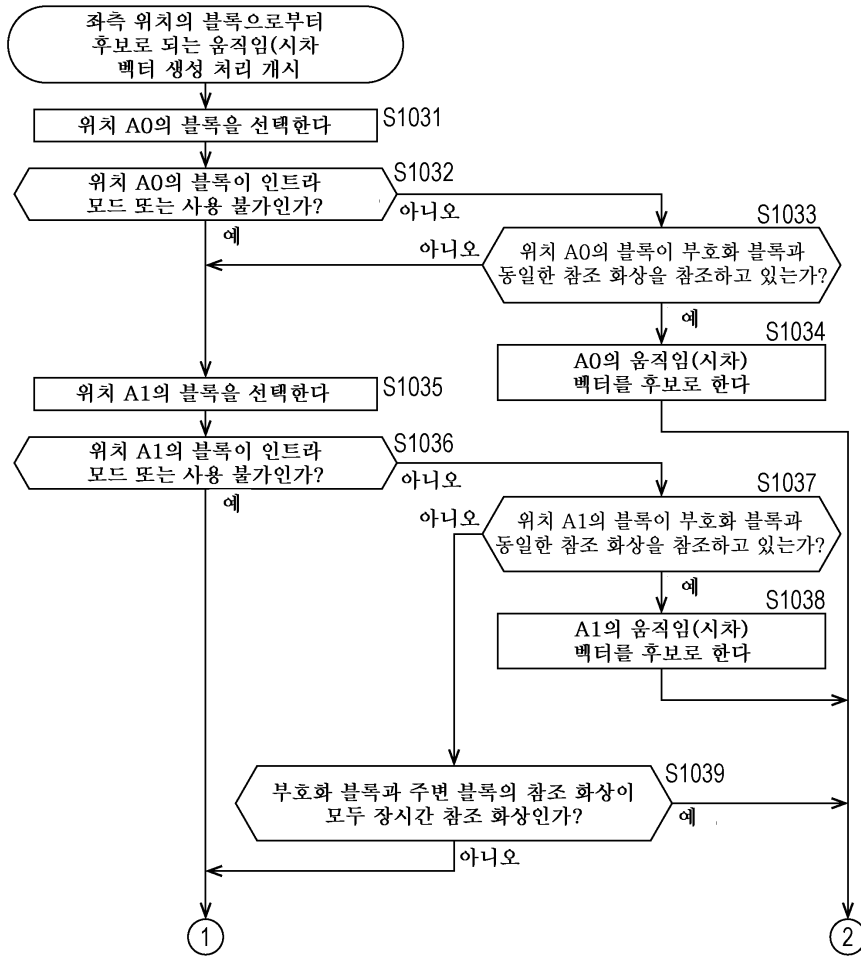 좌측 위치의 블록으로부터
후보로 되는 움직임(시차
벡터 생성 처리 개시
S1031
위치 A0의 블록을 선택한다
S1032
위치 A0의 블록이 인트라
모드 또는 사용 불가인가?
아니오
예
S1033
아니오
위치 A0의 블록이 부호화 블록과
동일한 참조 화상을 참조하고 있는가?
예
S1034
A0의 움직임(시차)
벡터를 후보로 한다
S1035
위치 A1의 블록을 선택한다
S1036
위치 A1의 블록이 인트라
모드 또는 사용 불가인가?
아니오
예
S1037
아니오
위치 A1의 블록이 부호화 블록과
동일한 참조 화상을 참조하고 있는가?
예
S1038
A1의 움직임(시차)
벡터를 후보로 한다
S1039
부호화 블록과 주변 블록의 참조 화상이
모두 장시간 참조 화상인가?
예
아니오
1
2